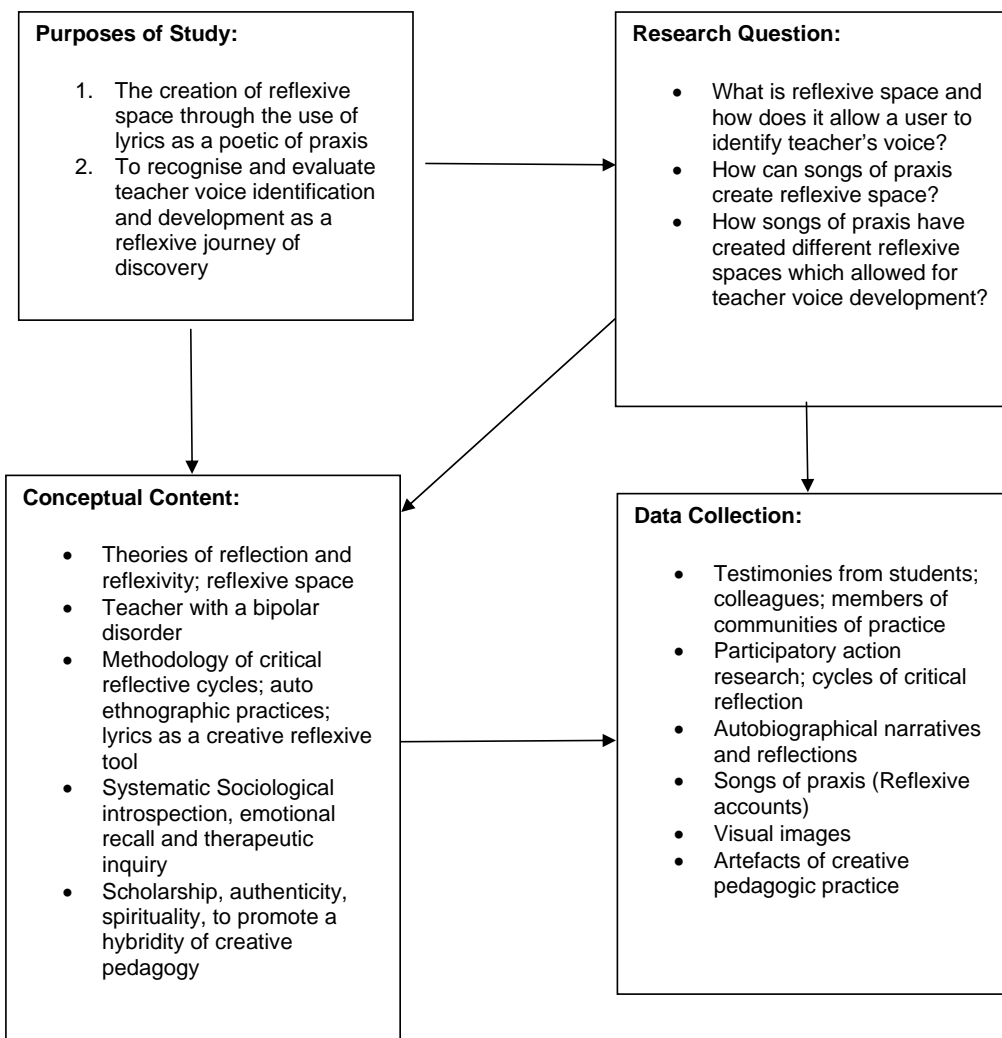 Purposes of Study:
1. The creation of reflexive
space through the use of
lyrics as a poetic of praxis
2. To recognise and evaluate
teacher voice identification
and development as a
reflexive journey of
discovery
Research Question:
• What is reflexive space and
how does it allow a user to
identify teacher's voice?
• How can songs of praxis
create reflexive space?
• How songs of praxis have
created different reflexive
spaces which allowed for
teacher voice development?
Conceptual Content:
• Theories of reflection and
reflexivity; reflexive space
• Teacher with a bipolar
disorder
• Methodology of critical
reflective cycles; auto
ethnographic practices;
lyrics as a creative reflexive
tool
• Systematic Sociological
introspection, emotional
recall and therapeutic
inquiry
• Scholarship, authenticity,
spirituality, to promote a
hybridity of creative
pedagogy
Data Collection:
• Testimonies from students;
colleagues; members of
communities of practice
• Participatory action
research; cycles of critical
reflection
• Autobiographical narratives
and reflections
• Songs of praxis (Reflexive
accounts)
• Visual images
• Artefacts of creative
pedagogic practice